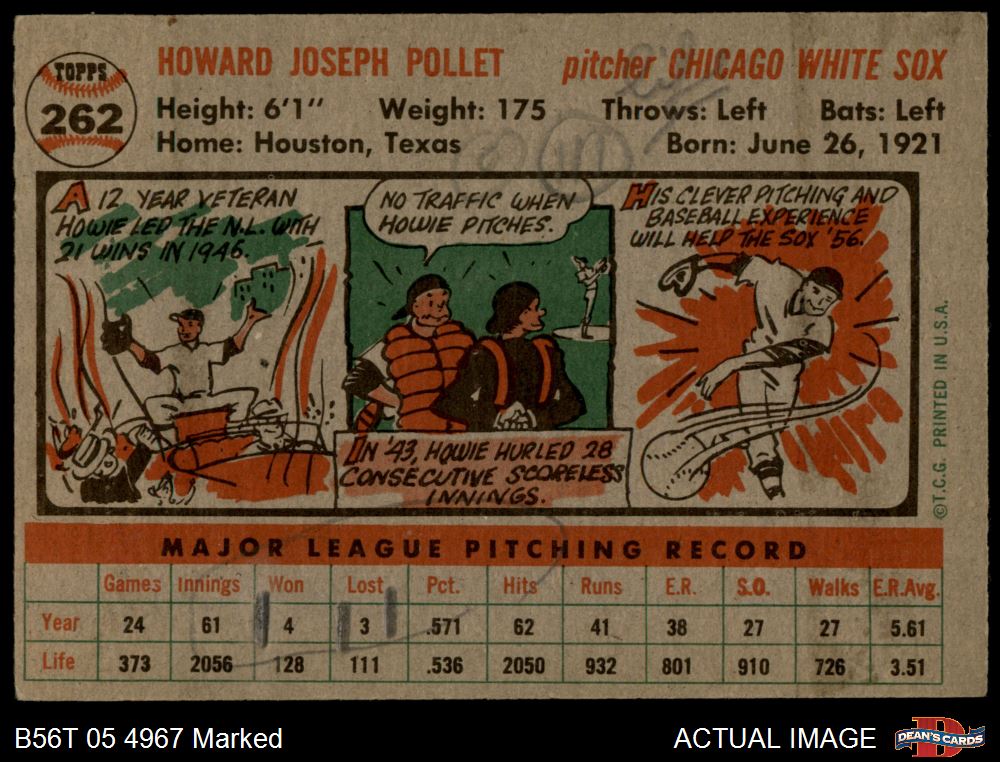 TOPPS
262
HOWARD JOSEPH POLLET
pitcher CHICAGO WHITE SOX
Height: 6'1" Weight: 175 Throws: Left Bats: Left
Home: Houston, Texas Born: June 26, 1921
A 12 YEAR VETERAN
HOWIE LED THE N.L. WITH
21 WINS IN 1946.
NO TRAFFIC WHEN
HOWIE PITCHES.
IN '43, HOWIE HURLED 28
CONSECUTIVE SCORELESS
INNINGS.
HIS CLEVER PITCHING AND
BASEBALL EXPERIENCE
WILL HELP THE SOX '56.
©T.C.G. PRINTED IN U.S.A.
MAJOR LEAGUE PITCHING RECORD
Games Innings Won Lost Pct. Hits Runs E.R. S.O. Walks E.R.Avg.
Year 24 61 4 3 .571 62 41 38 27 27 5.61
Life 373 2056 128 111 .536 2050 932 801 910 726 3.51
B56T 05 4967 Marked
ACTUAL IMAGE
DEAN'S CARDS